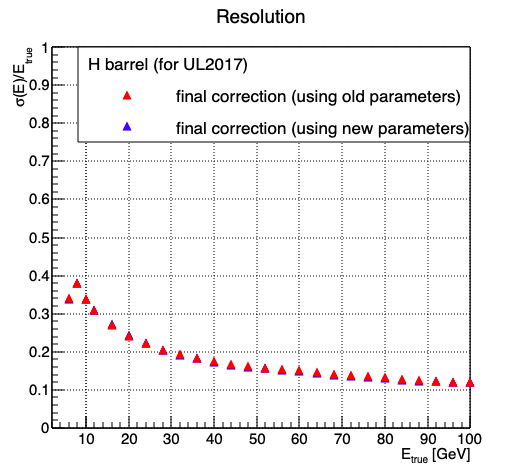 Resolution
σ(E)/E_true
1
0.9
0.8
0.7
0.6
0.5
0.4
0.3
0.2
0.1
0
H barrel (for UL2017)
final correction (using old parameters)
final correction (using new parameters)
10 20 30 40 50 60 70 80 90 100
E_true [GeV]